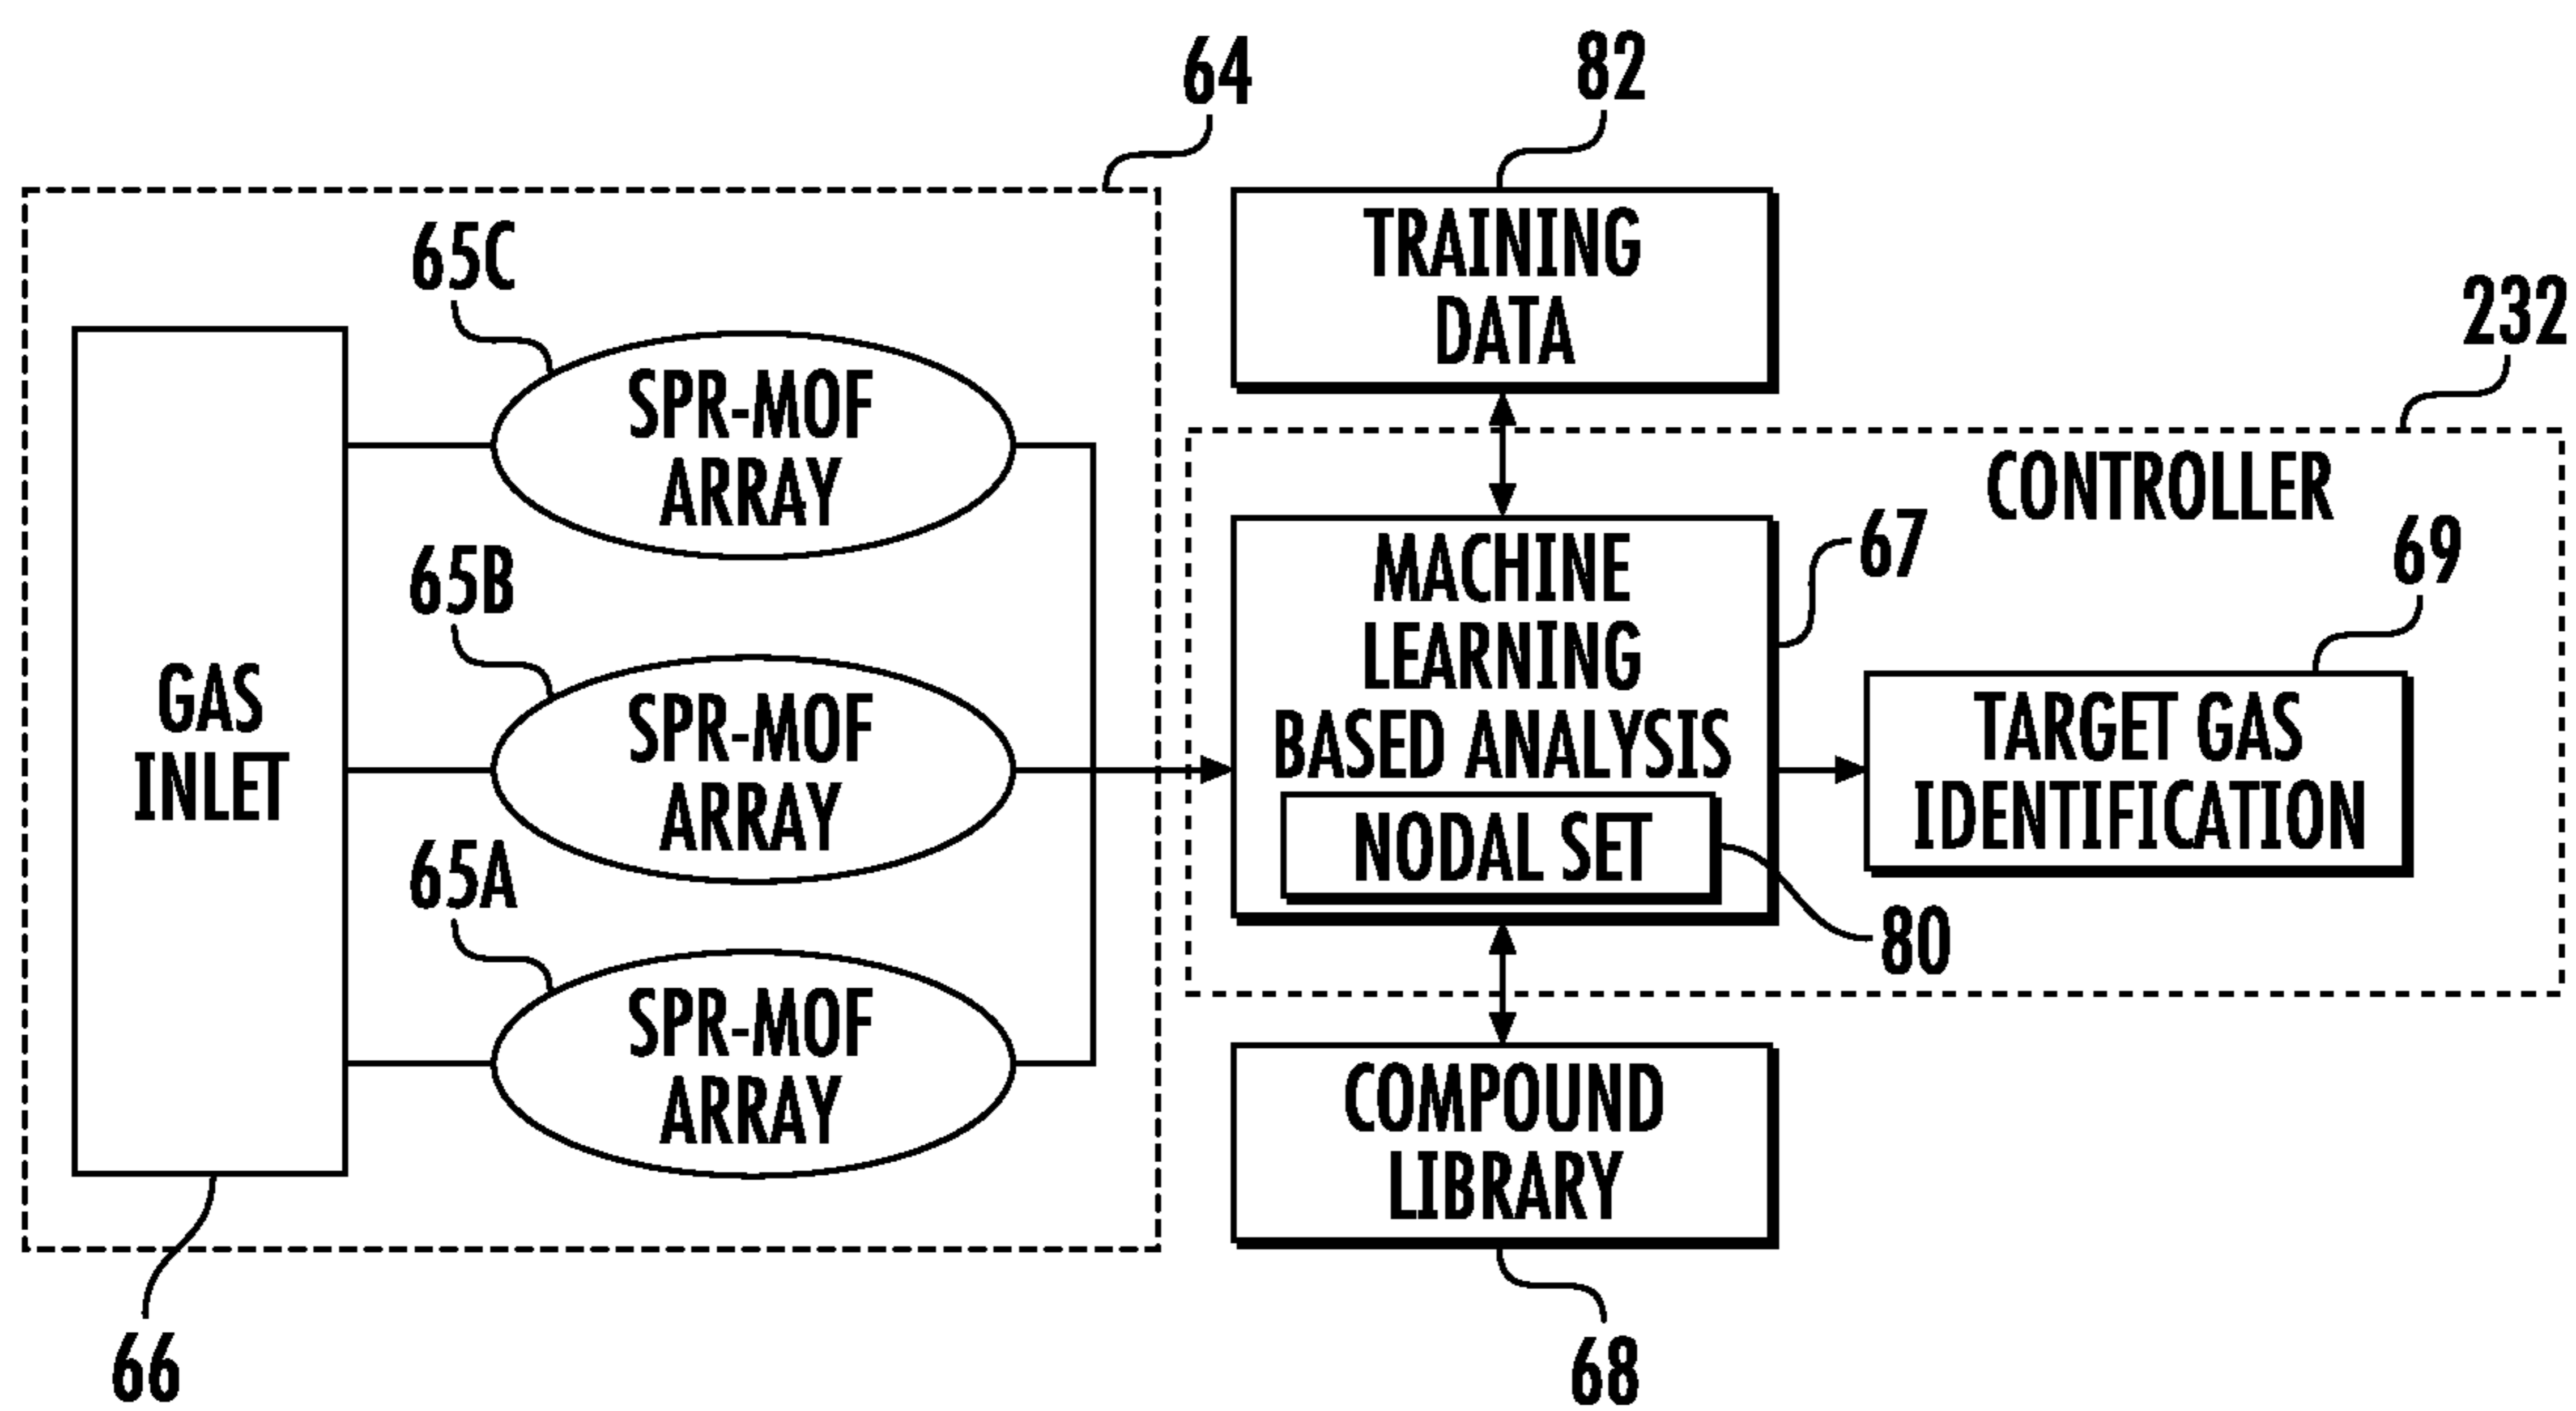 64
82
TRAINING
DATA
232
65C
SPR-MOF
ARRAY
CONTROLLER
65B
SPR-MOF
ARRAY
65A
SPR-MOF
ARRAY
GAS
INLET
66
MACHINE
LEARNING
BASED ANALYSIS
NODAL SET
67
69
TARGET GAS
IDENTIFICATION
80
COMPOUND
LIBRARY
68